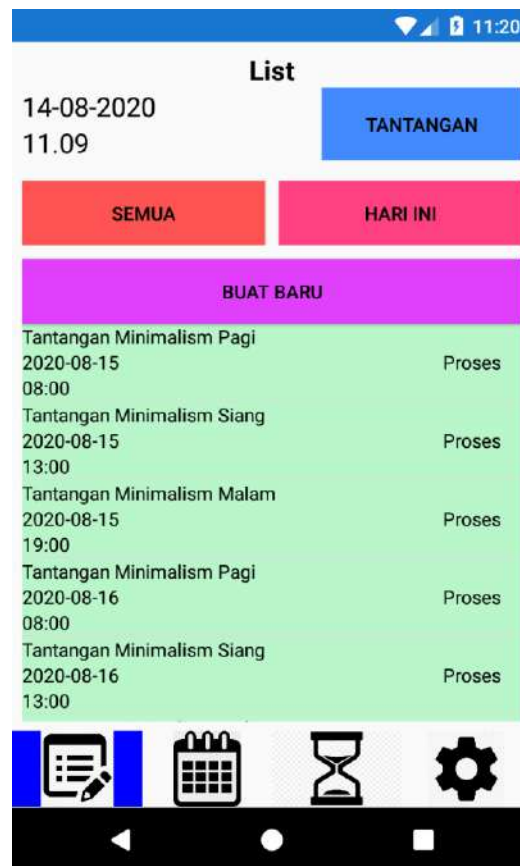 11:20
List
14-08-2020
11.09
TANTANGAN
SEMUA
HARI INI
BUAT BARU
Tantangan Minimalism Pagi
2020-08-15
Proses
08:00
Tantangan Minimalism Siang
2020-08-15
Proses
13:00
Tantangan Minimalism Malam
2020-08-15
Proses
19:00
Tantangan Minimalism Pagi
2020-08-16
Proses
08:00
Tantangan Minimalism Siang
2020-08-16
Proses
13:00